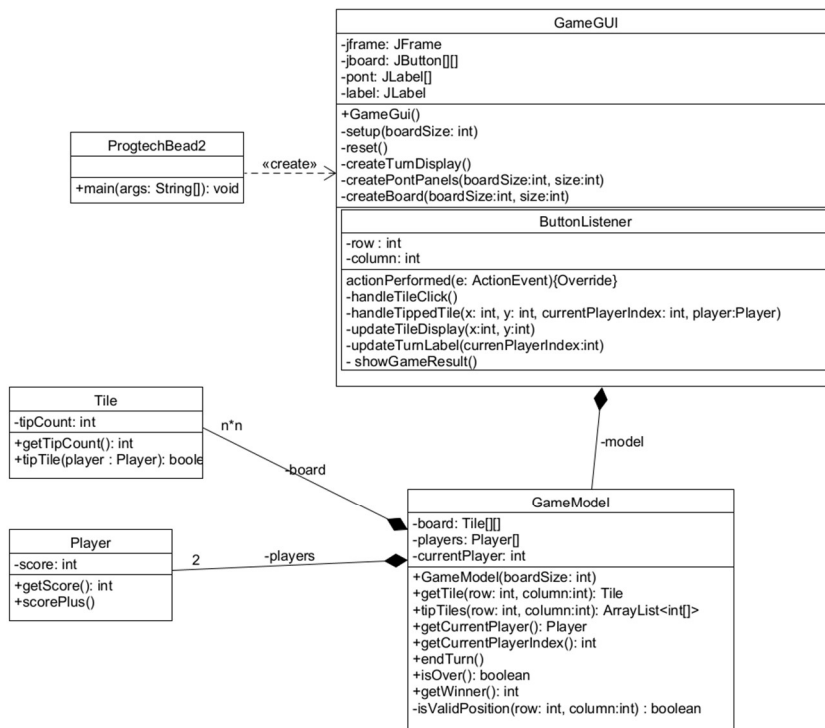 GameGUI
-jframe: JFrame
-jboard: JButton[][]
-pont: JLabel[]
-label: JLabel
+GameGui()
-setup(boardSize: int)
-reset()
-createTurnDisplay()
-createPontPanels(boardSize:int, size:int)
-createBoard(boardSize:int, size:int)
ButtonListener
-row : int
-column: int
actionPerformed(e: ActionEvent){Override}
-handleTileClick()
-handleTippedTile(x: int, y: int, currentPlayerIndex: int, player:Player)
-updateTileDisplay(x:int, y:int)
-updateTurnLabel(currenPlayerIndex:int)
- showGameResult()
ProgtechBead2
+main(args: String[]): void
«create»
-model
Tile
-tipCount: int
+getTipCount(): int
+tipTile(player : Player): boole
n*n
-board
Player
-score: int
+getScore(): int
+scorePlus()
2
-players
GameModel
-board: Tile[][]
-players: Player[]
-currentPlayer: int
+GameModel(boardSize: int)
+getTile(row: int, column:int): Tile
+tipTiles(row: int, column:int): ArrayList<int[]>
+getCurrentPlayer(): Player
+getCurrentPlayerIndex(): int
+endTurn()
+isOver(): boolean
+getWinner(): int
-isValidPosition(row: int, column:int) : boolean